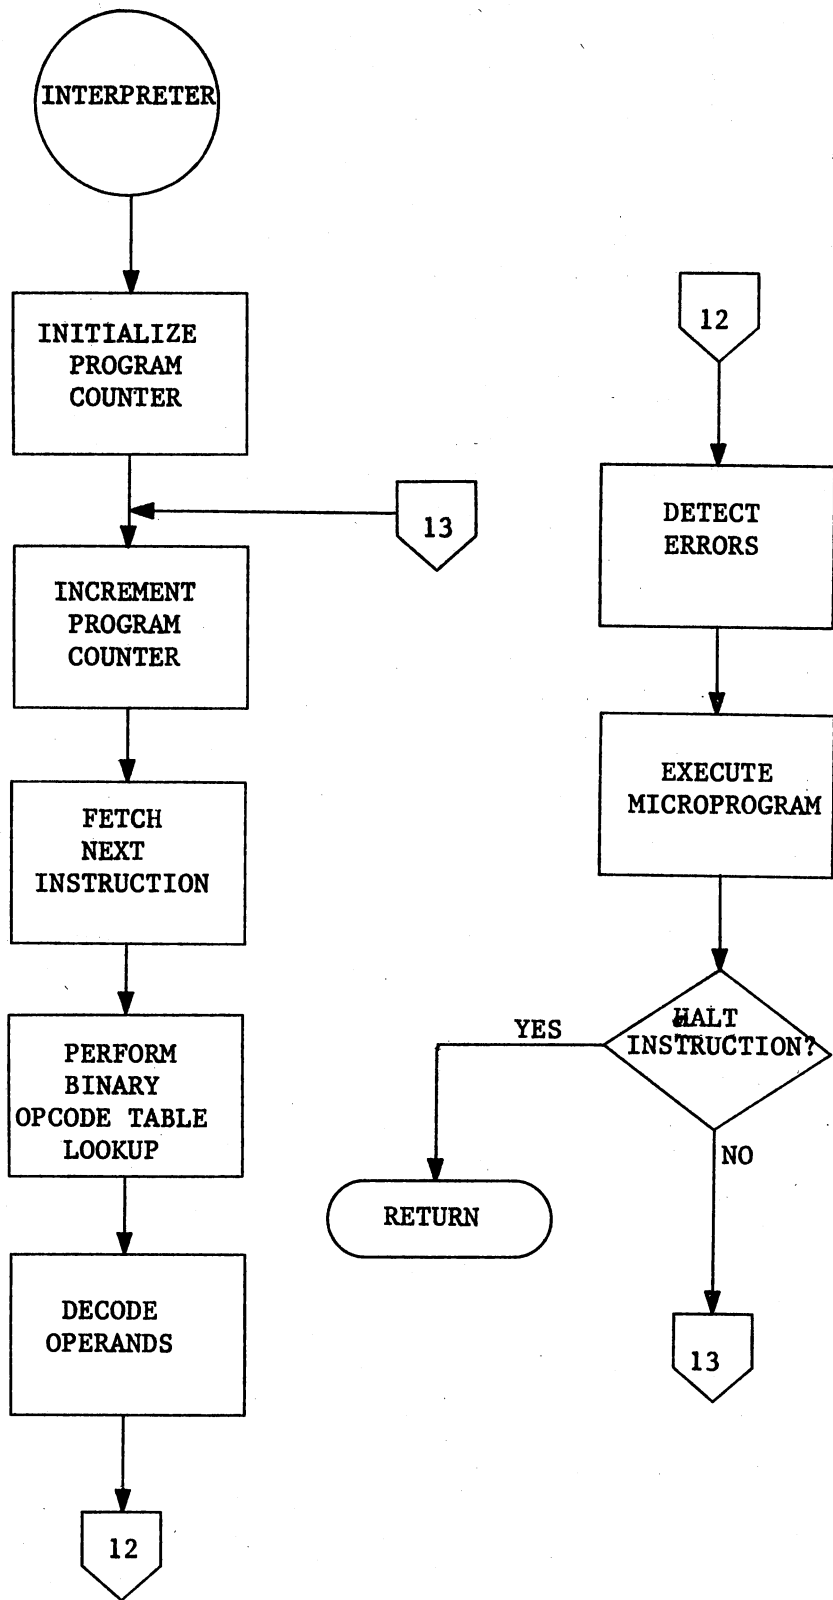 INTERPRETER
INITIALIZE
PROGRAM
COUNTER
13
INCREMENT
PROGRAM
COUNTER
FETCH
NEXT
INSTRUCTION
PERFORM
BINARY
OPCODE TABLE
LOOKUP
DECODE
OPERANDS
12
12
DETECT
ERRORS
EXECUTE
MICROPROGRAM
HALT
INSTRUCTION?
YES
NO
RETURN
13